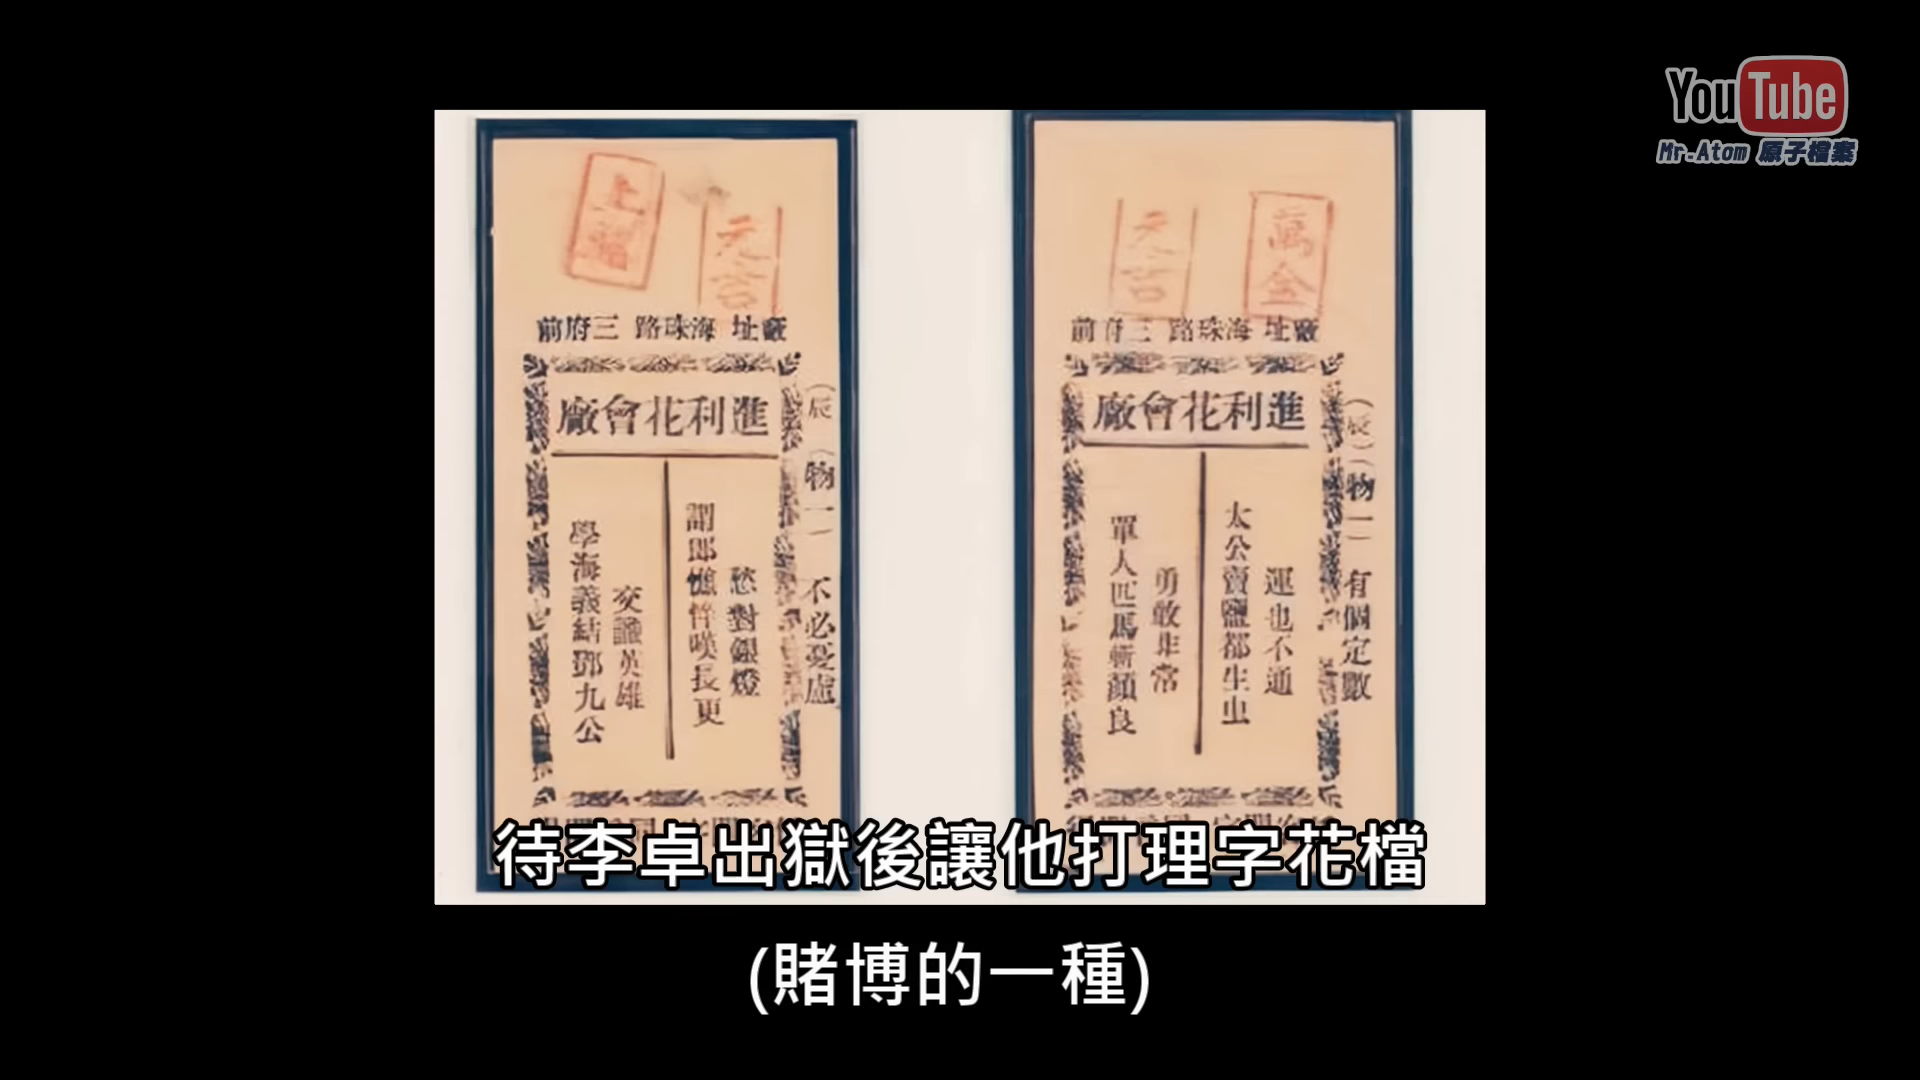 YouTube
Mr.Atom 原子檔案
上招
元吉
前府三 路珠海 址廠
廠會花利進
（辰）（物一） 不必憂慮
愁對銀燈
謂郎憔悴嘆長更
交識英雄
學海義結鄧九公
元吉
萬金
前府三 路珠海 址廠
廠會花利進
（辰）（物一） 有個定數
運也不通
太公賣鹽都生虫
勇敢非常
單人匹馬斬顏良
待李卓出獄後讓他打理字花檔
(賭博的一種)